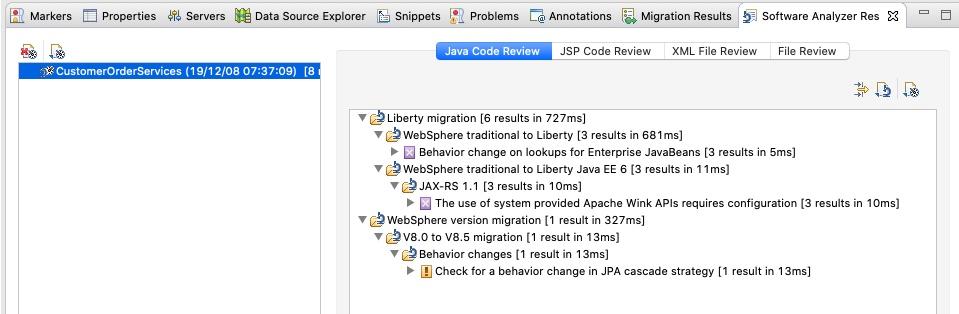 Markers Properties Servers Data Source Explorer Snippets Problems Annotations Migration Results Software Analyzer Res
Java Code Review JSP Code Review XML File Review File Review
CustomerOrderServices (19/12/08 07:37:09) [8
Liberty migration [6 results in 727ms]
WebSphere traditional to Liberty [3 results in 681ms]
Behavior change on lookups for Enterprise JavaBeans [3 results in 5ms]
WebSphere traditional to Liberty Java EE 6 [3 results in 11ms]
JAX-RS 1.1 [3 results in 10ms]
The use of system provided Apache Wink APIs requires configuration [3 results in 10ms]
WebSphere version migration [1 result in 327ms]
V8.0 to V8.5 migration [1 result in 13ms]
Behavior changes [1 result in 13ms]
Check for a behavior change in JPA cascade strategy [1 result in 13ms]